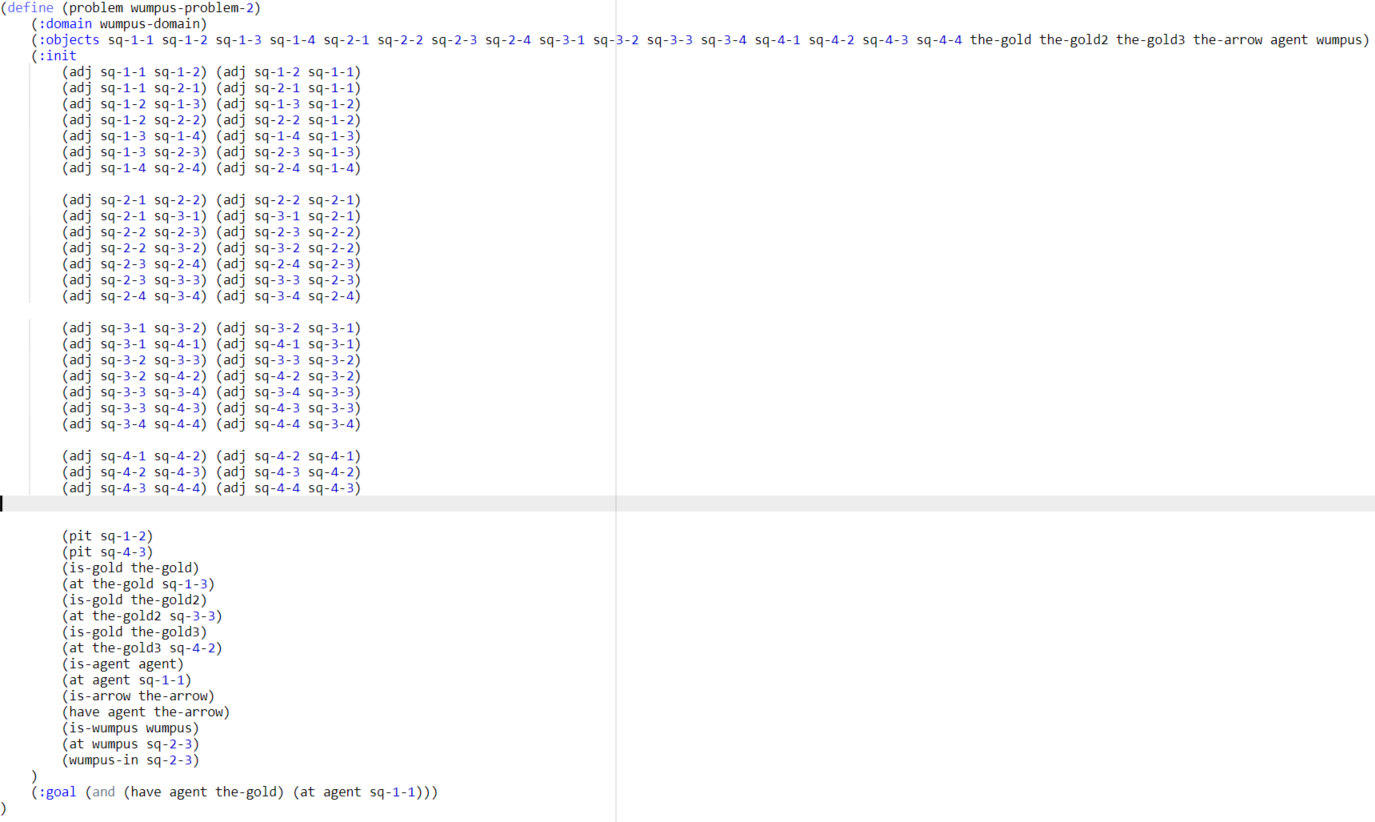 (define (problem wumpus-problem-2)
(:domain wumpus-domain)
(:objects sq-1-1 sq-1-2 sq-1-3 sq-1-4 sq-2-1 sq-2-2 sq-2-3 sq-2-4 sq-3-1 sq-3-2 sq-3-3 sq-3-4 sq-4-1 sq-4-2 sq-4-3 sq-4-4 the-gold the-gold2 the-gold3 the-arrow agent wumpus)
(:init
(adj sq-1-1 sq-1-2) (adj sq-1-2 sq-1-1)
(adj sq-1-1 sq-2-1) (adj sq-2-1 sq-1-1)
(adj sq-1-2 sq-1-3) (adj sq-1-3 sq-1-2)
(adj sq-1-2 sq-2-2) (adj sq-2-2 sq-1-2)
(adj sq-1-3 sq-1-4) (adj sq-1-4 sq-1-3)
(adj sq-1-3 sq-2-3) (adj sq-2-3 sq-1-3)
(adj sq-1-4 sq-2-4) (adj sq-2-4 sq-1-4)
(adj sq-2-1 sq-2-2) (adj sq-2-2 sq-2-1)
(adj sq-2-1 sq-3-1) (adj sq-3-1 sq-2-1)
(adj sq-2-2 sq-2-3) (adj sq-2-3 sq-2-2)
(adj sq-2-2 sq-3-2) (adj sq-3-2 sq-2-2)
(adj sq-2-3 sq-2-4) (adj sq-2-4 sq-2-3)
(adj sq-2-3 sq-3-3) (adj sq-3-3 sq-2-3)
(adj sq-2-4 sq-3-4) (adj sq-3-4 sq-2-4)
(adj sq-3-1 sq-3-2) (adj sq-3-2 sq-3-1)
(adj sq-3-1 sq-4-1) (adj sq-4-1 sq-3-1)
(adj sq-3-2 sq-3-3) (adj sq-3-3 sq-3-2)
(adj sq-3-2 sq-4-2) (adj sq-4-2 sq-3-2)
(adj sq-3-3 sq-3-4) (adj sq-3-4 sq-3-3)
(adj sq-3-3 sq-4-3) (adj sq-4-3 sq-3-3)
(adj sq-3-4 sq-4-4) (adj sq-4-4 sq-3-4)
(adj sq-4-1 sq-4-2) (adj sq-4-2 sq-4-1)
(adj sq-4-2 sq-4-3) (adj sq-4-3 sq-4-2)
(adj sq-4-3 sq-4-4) (adj sq-4-4 sq-4-3)
(pit sq-1-2)
(pit sq-4-3)
(is-gold the-gold)
(at the-gold sq-1-3)
(is-gold the-gold2)
(at the-gold2 sq-3-3)
(is-gold the-gold3)
(at the-gold3 sq-4-2)
(is-agent agent)
(at agent sq-1-1)
(is-arrow the-arrow)
(have agent the-arrow)
(is-wumpus wumpus)
(at wumpus sq-2-3)
(wumpus-in sq-2-3)
)
(:goal (and (have agent the-gold) (at agent sq-1-1)))
)